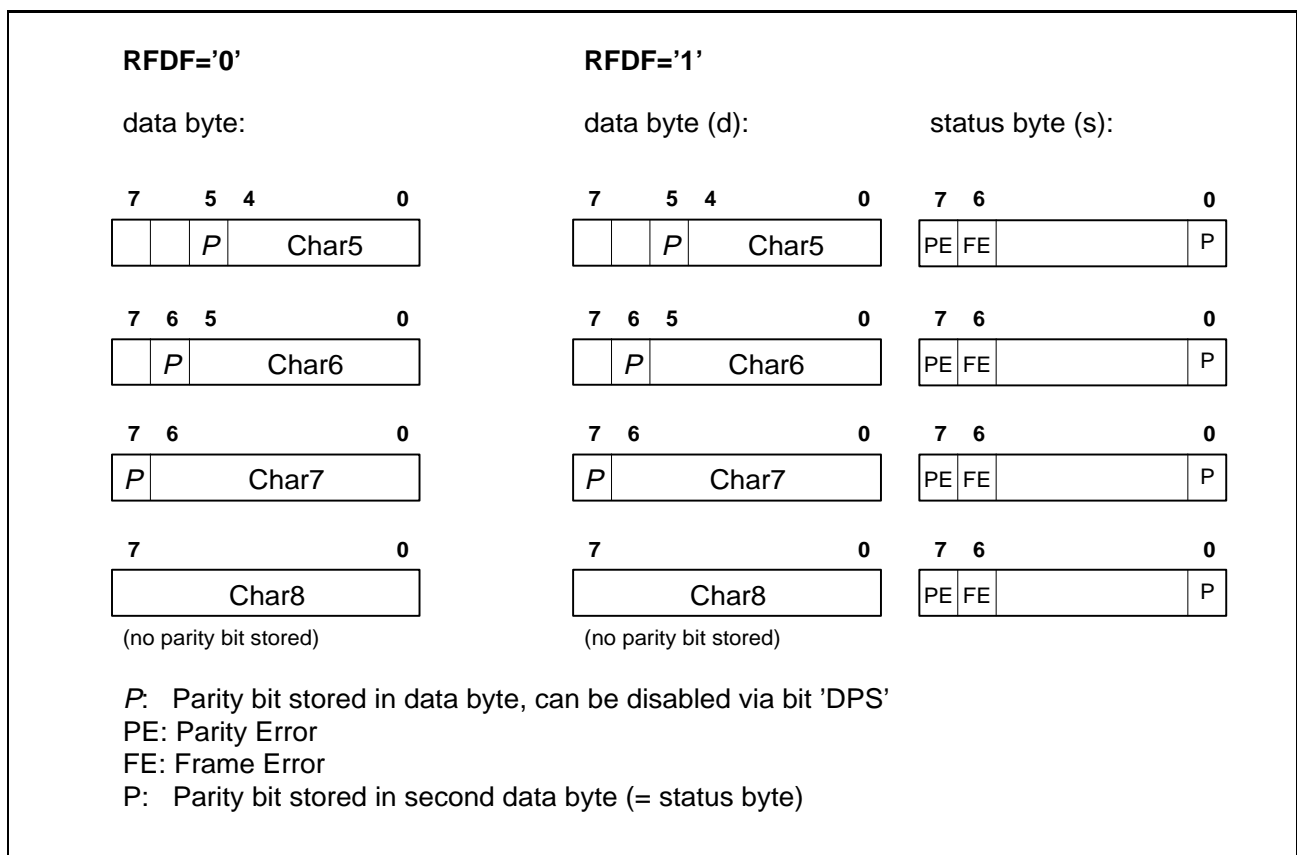 RFDF='0' RFDF='1'
data byte: data byte (d): status byte (s):
7 5 4 0 7 5 4 0 7 6 0
P Char5 P Char5 PE FE P
7 6 5 0 7 6 5 0 7 6 0
P Char6 P Char6 PE FE P
7 6 0 7 6 0 7 6 0
P Char7 P Char7 PE FE P
7 0 7 0 7 6 0
Char8 Char8 PE FE P
(no parity bit stored) (no parity bit stored)
P: Parity bit stored in data byte, can be disabled via bit 'DPS'
PE: Parity Error
FE: Frame Error
P: Parity bit stored in second data byte (= status byte)